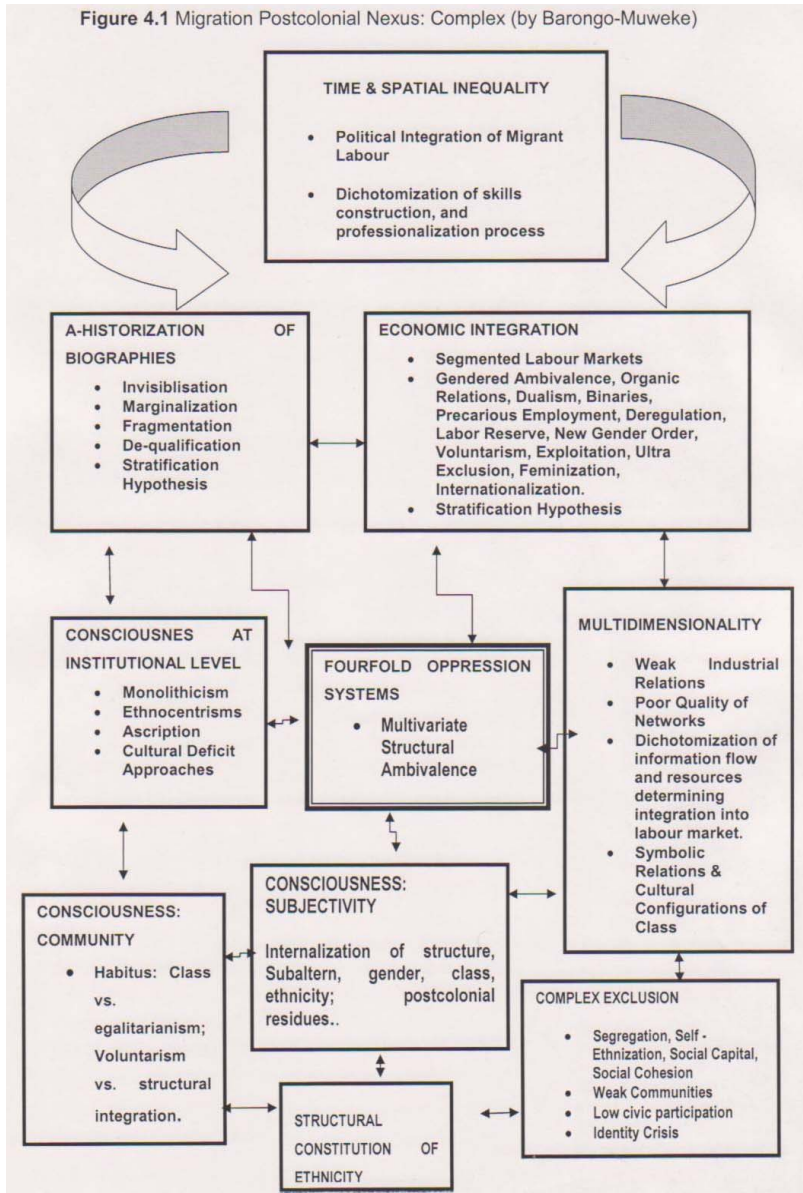 Figure 4.1 Migration Postcolonial Nexus: Complex (by Barongo-Muweke)
TIME & SPATIAL INEQUALITY
• Political Integration of Migrant
Labour
• Dichotomization of skills
construction, and
professionalization process
A-HISTORIZATION OF
BIOGRAPHIES
• Invisiblisation
• Marginalization
• Fragmentation
• De-qualification
• Stratification
Hypothesis
ECONOMIC INTEGRATION
• Segmented Labour Markets
• Gendered Ambivalence, Organic
Relations, Dualism, Binaries,
Precarious Employment, Deregulation,
Labor Reserve, New Gender Order,
Voluntarism, Exploitation, Ultra
Exclusion, Feminization,
Internationalization.
• Stratification Hypothesis
CONSCIOUSNES AT
INSTITUTIONAL LEVEL
• Monolithicism
• Ethnocentrisms
• Ascription
• Cultural Deficit
Approaches
FOURFOLD OPPRESSION
SYSTEMS
• Multivariate
Structural
Ambivalence
MULTIDIMENSIONALITY
• Weak Industrial
Relations
• Poor Quality of
Networks
• Dichotomization of
information flow
and resources
determining
integration into
labour market.
• Symbolic
Relations &
Cultural
Configurations of
Class
CONSCIOUSNESS:
COMMUNITY
• Habitus: Class
vs.
egalitarianism;
Voluntarism
vs. structural
integration.
CONSCIOUSNESS:
SUBJECTIVITY
Internalization of structure,
Subaltern, gender, class,
ethnicity; postcolonial
residues..
COMPLEX EXCLUSION
• Segregation, Self -
Ethnization, Social Capital,
Social Cohesion
• Weak Communities
• Low civic participation
• Identity Crisis
STRUCTURAL
CONSTITUTION OF
ETHNICITY